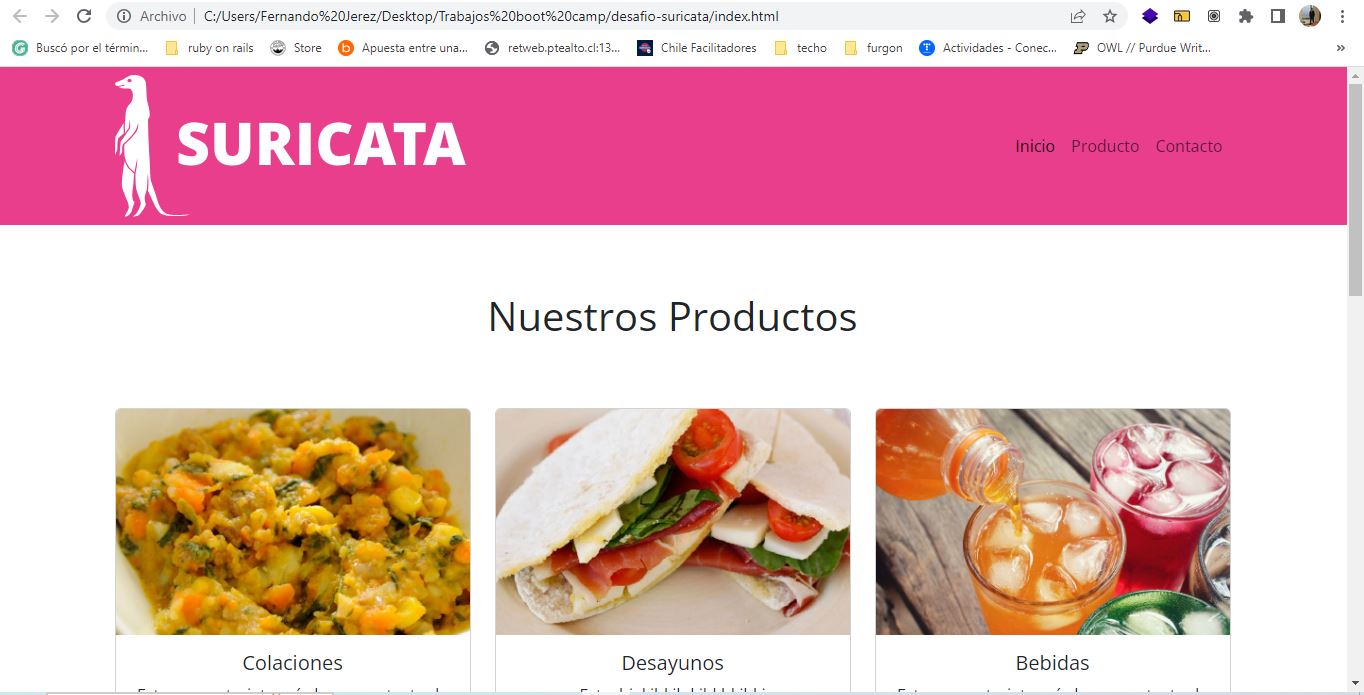 Archivo
C:/Users/Fernando%20Jerez/Desktop/Trabajos%20boot%20camp/desafio-suricata/index.html
Buscó por el términ... ruby on rails Store Apuesta entre una... retweb.ptealto.cl:13... Chile Facilitadores techo furgon Actividades - Conec... OWL // Purdue Writ... »
SURICATA
Inicio Producto Contacto
Nuestros Productos
Colaciones
Desayunos
Bebidas